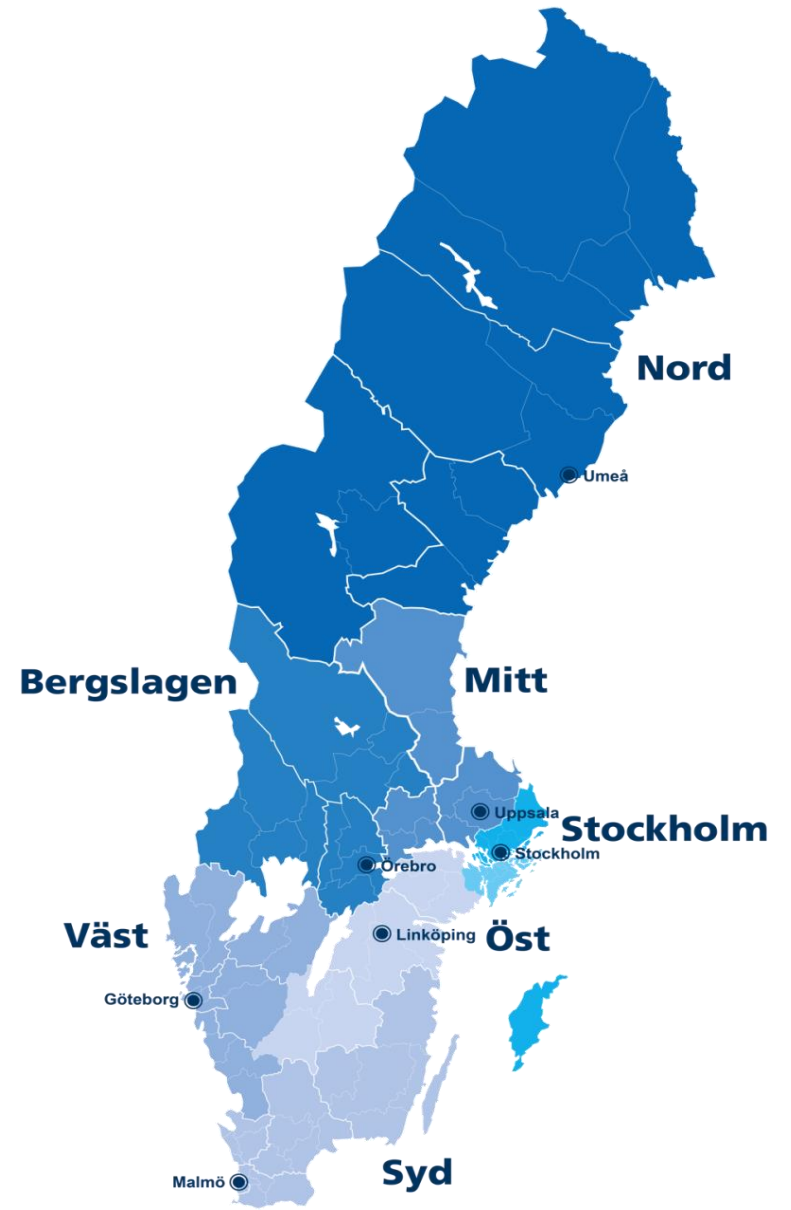 Nord
Umeå
Bergslagen
Mitt
Uppsala
Stockholm
Stockholm
Örebro
Väst
Linköping
Öst
Göteborg
Syd
Malmö